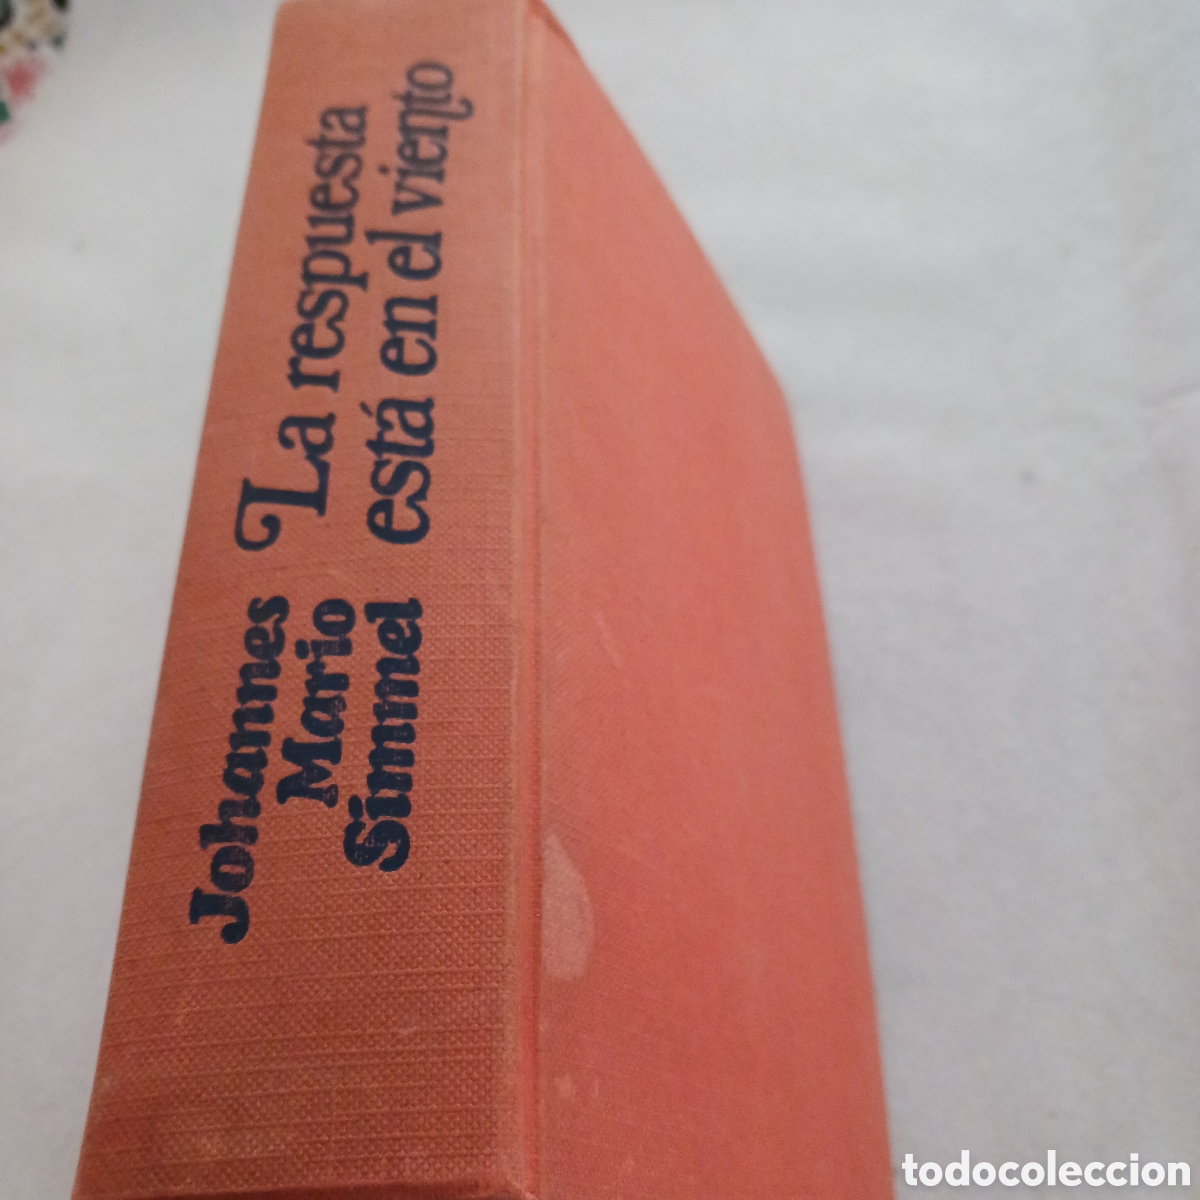 Johannes
Mario
Simmel
La respuesta
está en el viento
todocoleccion